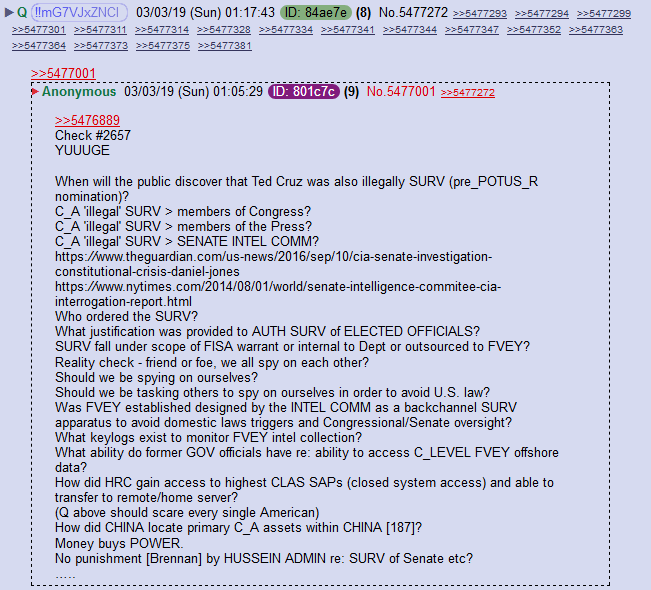 Q !!mG7VJxZNCI 03/03/19 (Sun) 01:17:43 ID: 84ae7e (8) No.5477272 >>5477293 >>5477294 >>5477299
>>5477301 >>5477311 >>5477314 >>5477328 >>5477334 >>5477341 >>5477344 >>5477347 >>5477352 >>5477363
>>5477364 >>5477373 >>5477375 >>5477381
>>5477001
Anonymous 03/03/19 (Sun) 01:05:29 ID: 801c7c (9) No.5477001 >>5477272
>>5476889
Check #2657
YUUUGE
When will the public discover that Ted Cruz was also illegally SURV (pre_POTUS_R
nomination)?
C_A 'illegal' SURV > members of Congress?
C_A 'illegal' SURV > members of the Press?
C_A 'illegal' SURV > SENATE INTEL COMM?
https://www.theguardian.com/us-news/2016/sep/10/cia-senate-investigation-
constitutional-crisis-daniel-jones
https://www.nytimes.com/2014/08/01/world/senate-intelligence-commitee-cia-
interrogation-report.html
Who ordered the SURV?
What justification was provided to AUTH SURV of ELECTED OFFICIALS?
SURV fall under scope of FISA warrant or internal to Dept or outsourced to FVEY?
Reality check - friend or foe, we all spy on each other?
Should we be spying on ourselves?
Should we be tasking others to spy on ourselves in order to avoid U.S. law?
Was FVEY established designed by the INTEL COMM as a backchannel SURV
apparatus to avoid domestic laws triggers and Congressional/Senate oversight?
What keylogs exist to monitor FVEY intel collection?
What ability do former GOV officials have re: ability to access C_LEVEL FVEY offshore
data?
How did HRC gain access to highest CLAS SAPs (closed system access) and able to
transfer to remote/home server?
(Q above should scare every single American)
How did CHINA locate primary C_A assets within CHINA [187]?
Money buys POWER.
No punishment [Brennan] by HUSSEIN ADMIN re: SURV of Senate etc?
.....